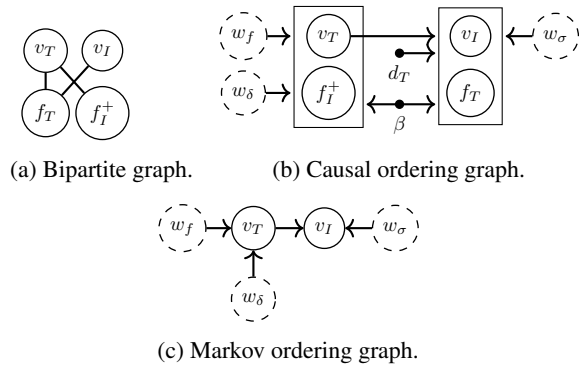 v_T v_I
f_T f_I^+
(a) Bipartite graph.
w_f v_T v_I w_σ
d_T
w_δ f_I^+ f_T
β
(b) Causal ordering graph.
w_f v_T v_I w_σ
w_δ
(c) Markov ordering graph.